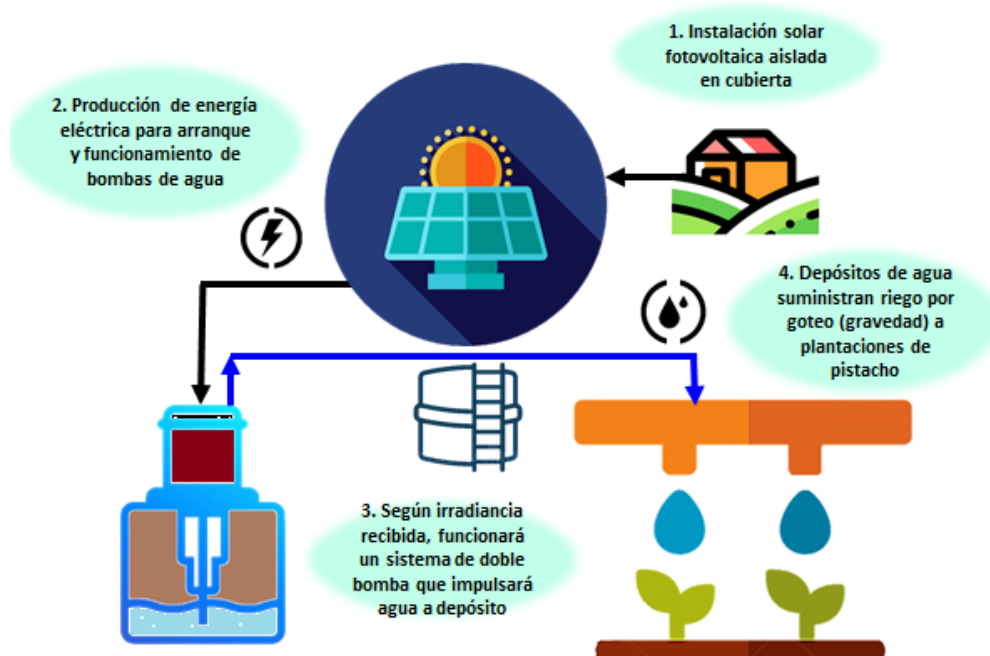 1. Instalación solar
fotovoltaica aislada
en cubierta
2. Producción de energía
eléctrica para arranque
y funcionamiento de
bombas de agua
3. Según irradiancia
recibida, funcionará
un sistema de doble
bomba que impulsará
agua a depósito
4. Depósitos de agua
suministran riego por
goteo (gravedad) a
plantaciones de
pistacho